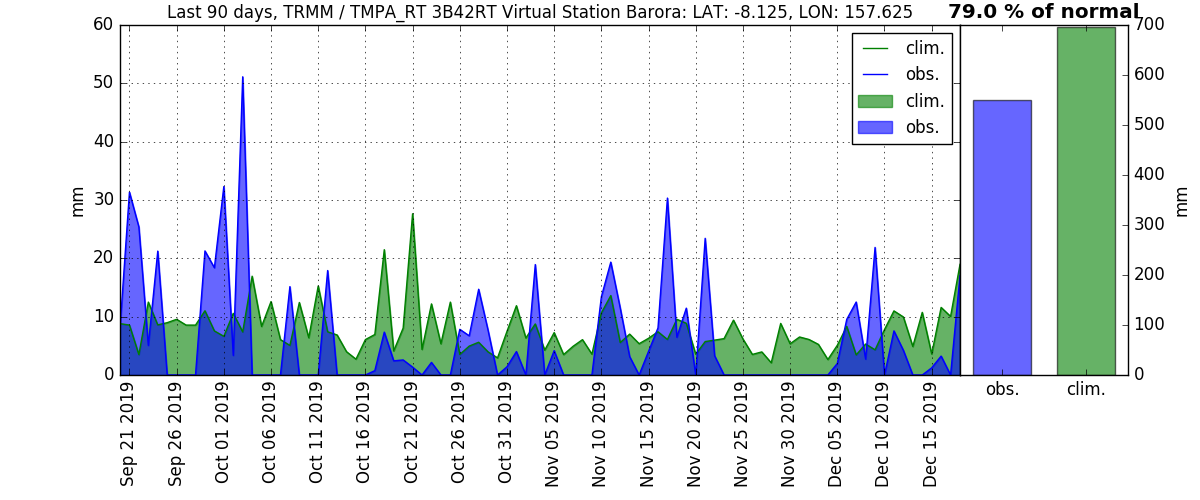 Last 90 days, TRMM / TMPA_RT 3B42RT Virtual Station Barora: LAT: -8.125, LON: 157.625
79.0 % of normal
mm
60
50
40
30
20
10
0
clim.
obs.
clim.
obs.
Sep 21 2019
Sep 26 2019
Oct 01 2019
Oct 06 2019
Oct 11 2019
Oct 16 2019
Oct 21 2019
Oct 26 2019
Oct 31 2019
Nov 05 2019
Nov 10 2019
Nov 15 2019
Nov 20 2019
Nov 25 2019
Nov 30 2019
Dec 05 2019
Dec 10 2019
Dec 15 2019
700
600
500
400
300
200
100
0
mm
obs.
clim.